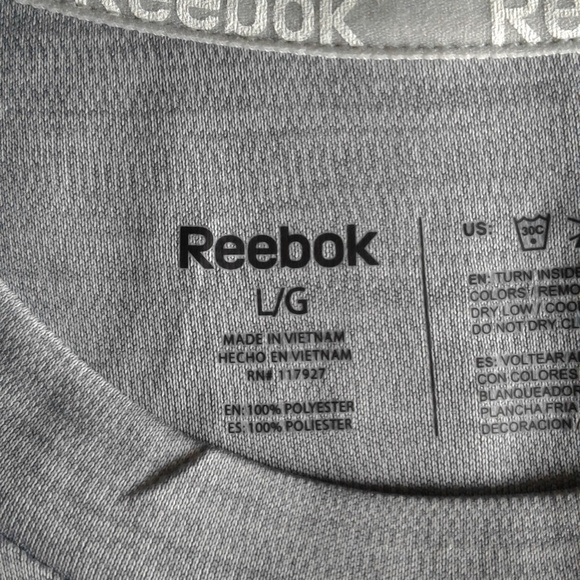 Reebok
Reebok
L/G
MADE IN VIETNAM
HECHO EN VIETNAM
RN# 117927
EN: 100% POLYESTER
ES: 100% POLIESTER
US: 30C
EN: TURN INSIDE
COLORS / REMO
DRY LOW / COO
DO NOT DRY CL
ES: VOLTEAR A
CON COLORES
BLANQUEADOR
PLANCHA FRIA
DECORACION /